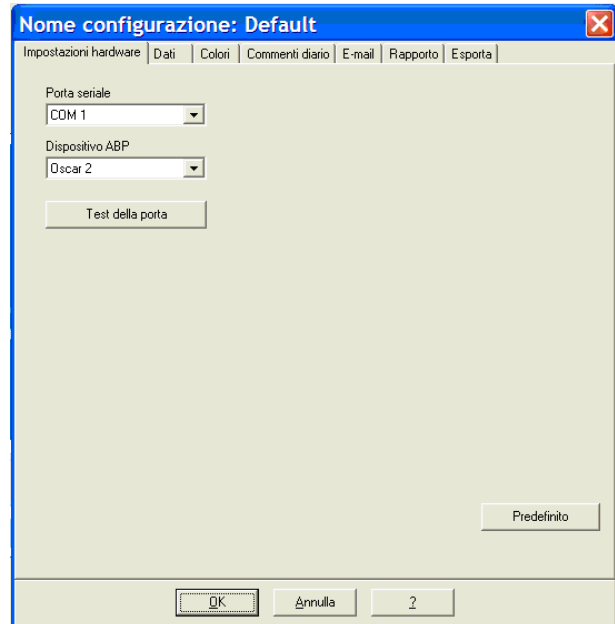 Nome configurazione: Default
Impostazioni hardware Dati Colori Commenti diario E-mail Rapporto Esporta
Porta seriale
COM 1
Dispositivo ABP
Oscar 2
Test della porta
Predefinito
OK Annulla ?